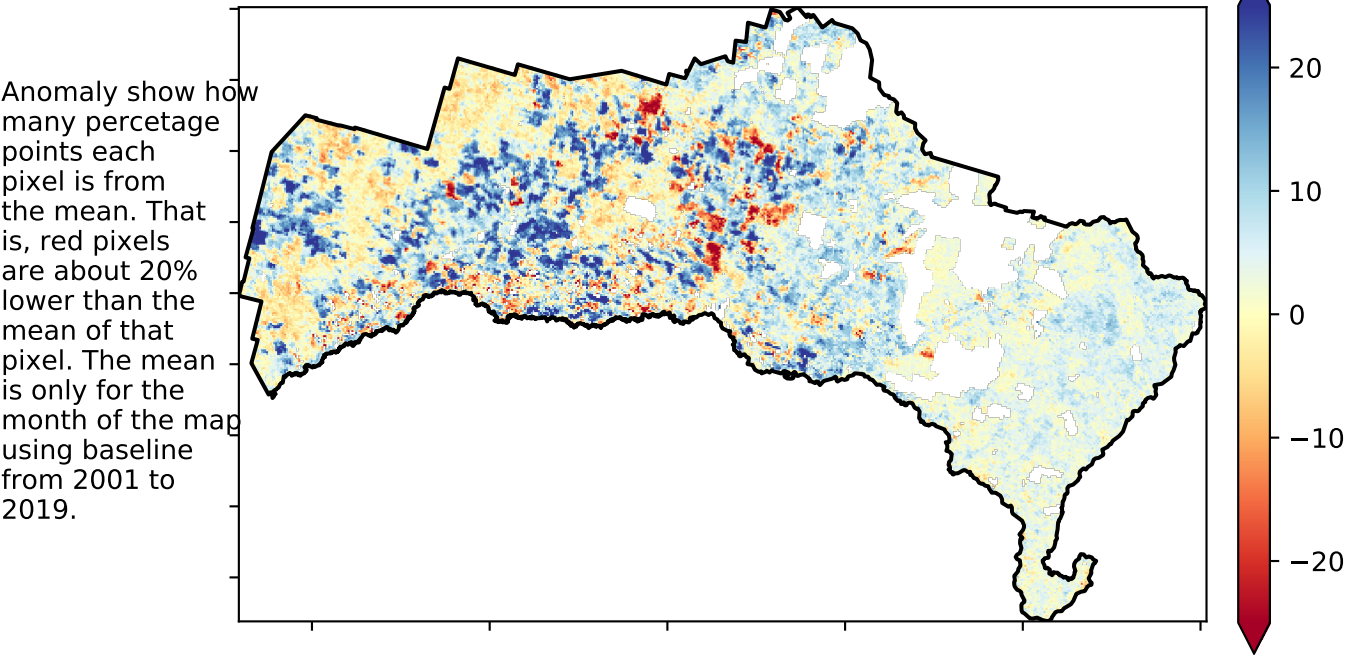 Anomaly show how
many percetage
points each
pixel is from
the mean. That
is, red pixels
are about 20%
lower than the
mean of that
pixel. The mean
is only for the
month of the map
using baseline
from 2001 to
2019.
20
10
0
−10
−20